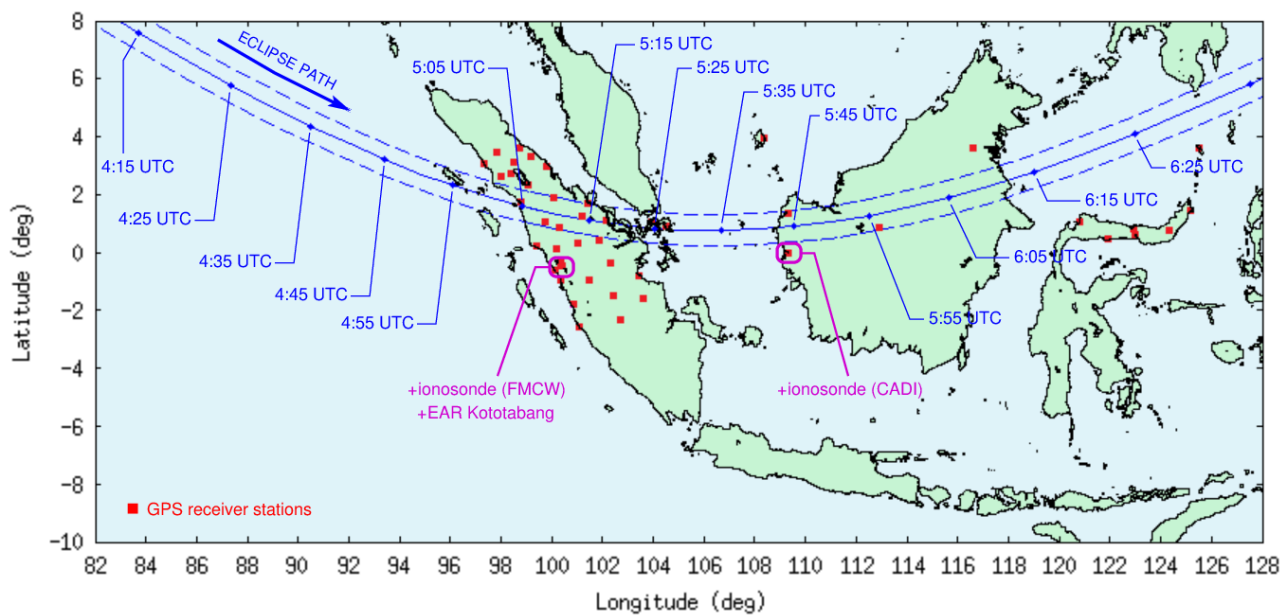 8
6
4
2
0
-2
-4
-6
-8
-10
Latitude (deg)
82 84 86 88 90 92 94 96 98 100 102 104 106 108 110 112 114 116 118 120 122 124 126 128
Longitude (deg)
ECLIPSE PATH
4:15 UTC
4:25 UTC
4:35 UTC
4:45 UTC
4:55 UTC
5:05 UTC
5:15 UTC
5:25 UTC
5:35 UTC
5:45 UTC
5:55 UTC
6:05 UTC
6:15 UTC
6:25 UTC
+ionosonde (FMCW)
+EAR Kototabang
+ionosonde (CADI)
GPS receiver stations